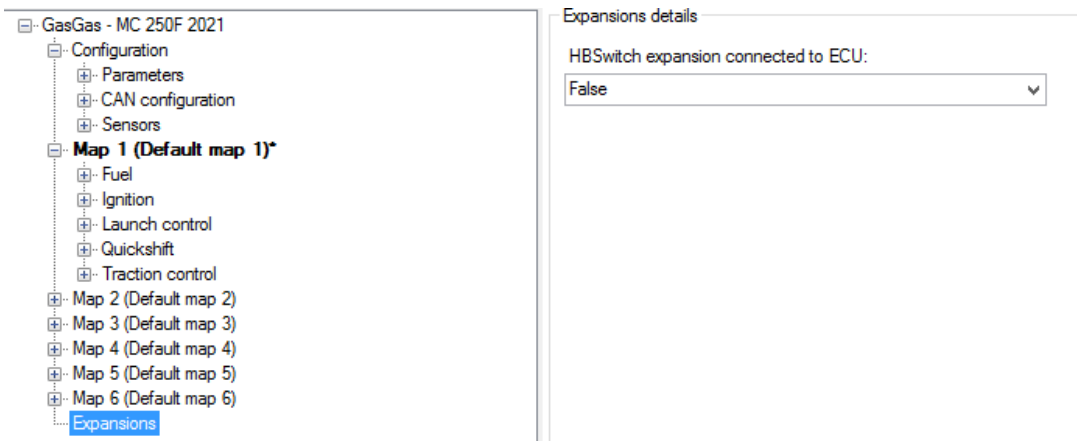 GasGas - MC 250F 2021
Configuration
Parameters
CAN configuration
Sensors
Map 1 (Default map 1)*
Fuel
Ignition
Launch control
Quickshift
Traction control
Map 2 (Default map 2)
Map 3 (Default map 3)
Map 4 (Default map 4)
Map 5 (Default map 5)
Map 6 (Default map 6)
Expansions
Expansions details
HBSwitch expansion connected to ECU:
False